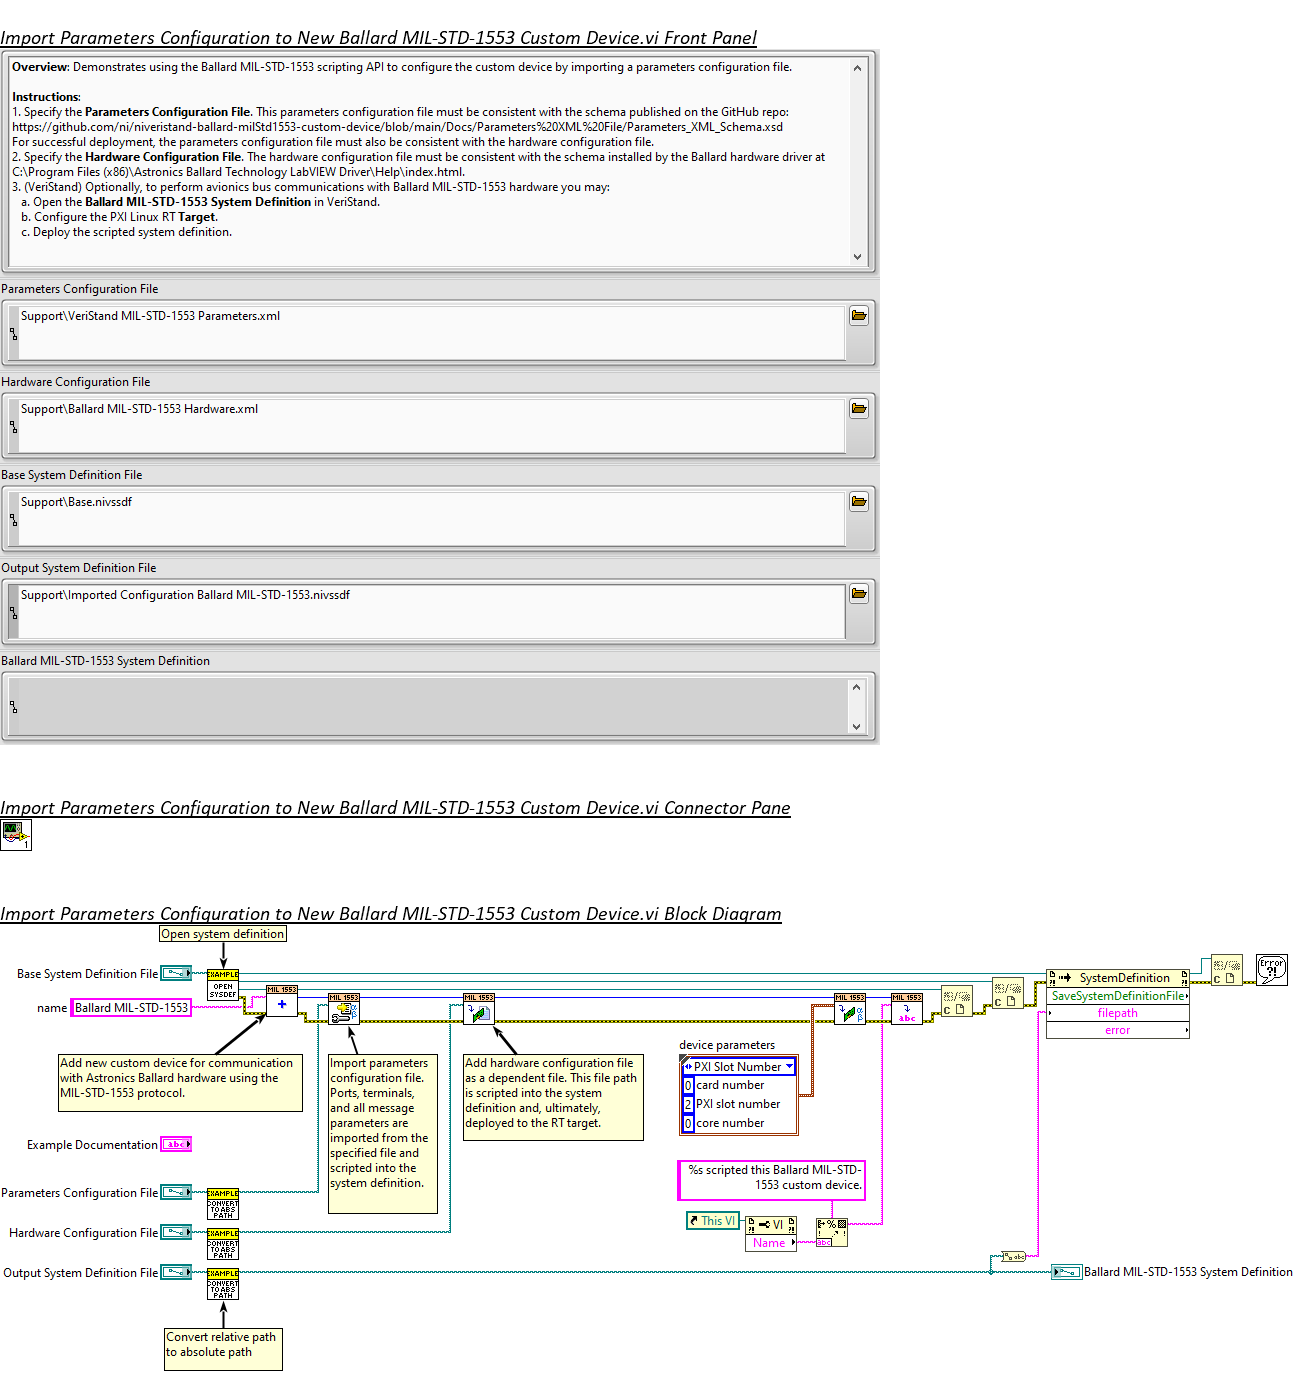 Import Parameters Configuration to New Ballard MIL-STD-1553 Custom Device.vi Front Panel
Overview: Demonstrates using the Ballard MIL-STD-1553 scripting API to configure the custom device by importing a parameters configuration file.
Instructions:
1. Specify the Parameters Configuration File. This parameters configuration file must be consistent with the schema published on the GitHub repo:
https://github.com/ni/niveristand-ballard-milStd1553-custom-device/blob/main/Docs/Parameters%20XML%20File/Parameters_XML_Schema.xsd
For successful deployment, the parameters configuration file must also be consistent with the hardware configuration file.
2. Specify the Hardware Configuration File. The hardware configuration file must be consistent with the schema installed by the Ballard hardware driver at
C:\Program Files (x86)\Astronics Ballard Technology LabVIEW Driver\Help\index.html.
3. (VeriStand) Optionally, to perform avionics bus communications with Ballard MIL-STD-1553 hardware you may:
a. Open the Ballard MIL-STD-1553 System Definition in VeriStand.
b. Configure the PXI Linux RT Target.
c. Deploy the scripted system definition.
Parameters Configuration File
Support\VeriStand MIL-STD-1553 Parameters.xml
Hardware Configuration File
Support\Ballard MIL-STD-1553 Hardware.xml
Base System Definition File
Support\Base.nivssdf
Output System Definition File
Support\Imported Configuration Ballard MIL-STD-1553.nivssdf
Ballard MIL-STD-1553 System Definition
Import Parameters Configuration to New Ballard MIL-STD-1553 Custom Device.vi Connector Pane
1
Import Parameters Configuration to New Ballard MIL-STD-1553 Custom Device.vi Block Diagram
Open system definition
Base System Definition File
EXAMPLE
OPEN
SYSDEF
name
Ballard MIL-STD-1553
MIL 1553
MIL 1553
MIL 1553
MIL 1553
MIL 1553
abc
SystemDefinition
SaveSystemDefinitionFile
filepath
error
Error
?!
Add new custom device for communication
with Astronics Ballard hardware using the
MIL-STD-1553 protocol.
Import parameters
configuration file.
Ports, terminals,
and all message
parameters are
imported from the
specified file and
scripted into the
system definition.
Add hardware configuration file
as a dependent file. This file path
is scripted into the system
definition and, ultimately,
deployed to the RT target.
device parameters
PXI Slot Number
0 card number
2 PXI slot number
0 core number
Example Documentation
abc
%s scripted this Ballard MIL-STD-
1553 custom device.
This VI
VI
Name
Parameters Configuration File
EXAMPLE
CONVERT
TO ABS
PATH
Hardware Configuration File
EXAMPLE
CONVERT
TO ABS
PATH
Output System Definition File
EXAMPLE
CONVERT
TO ABS
PATH
Ballard MIL-STD-1553 System Definition
Convert relative path
to absolute path